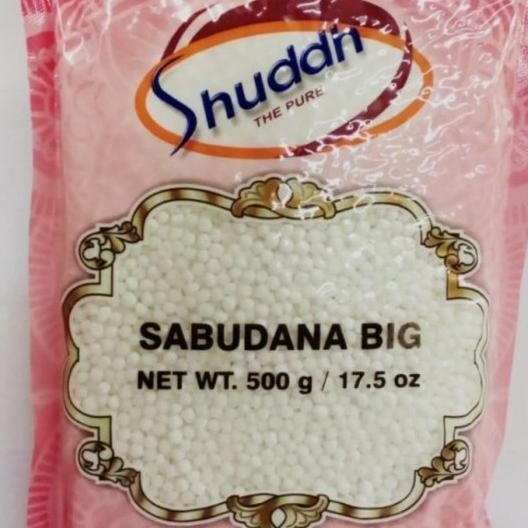 Shuddh
THE PURE
SABUDANA BIG
NET WT. 500 g / 17.5 oz